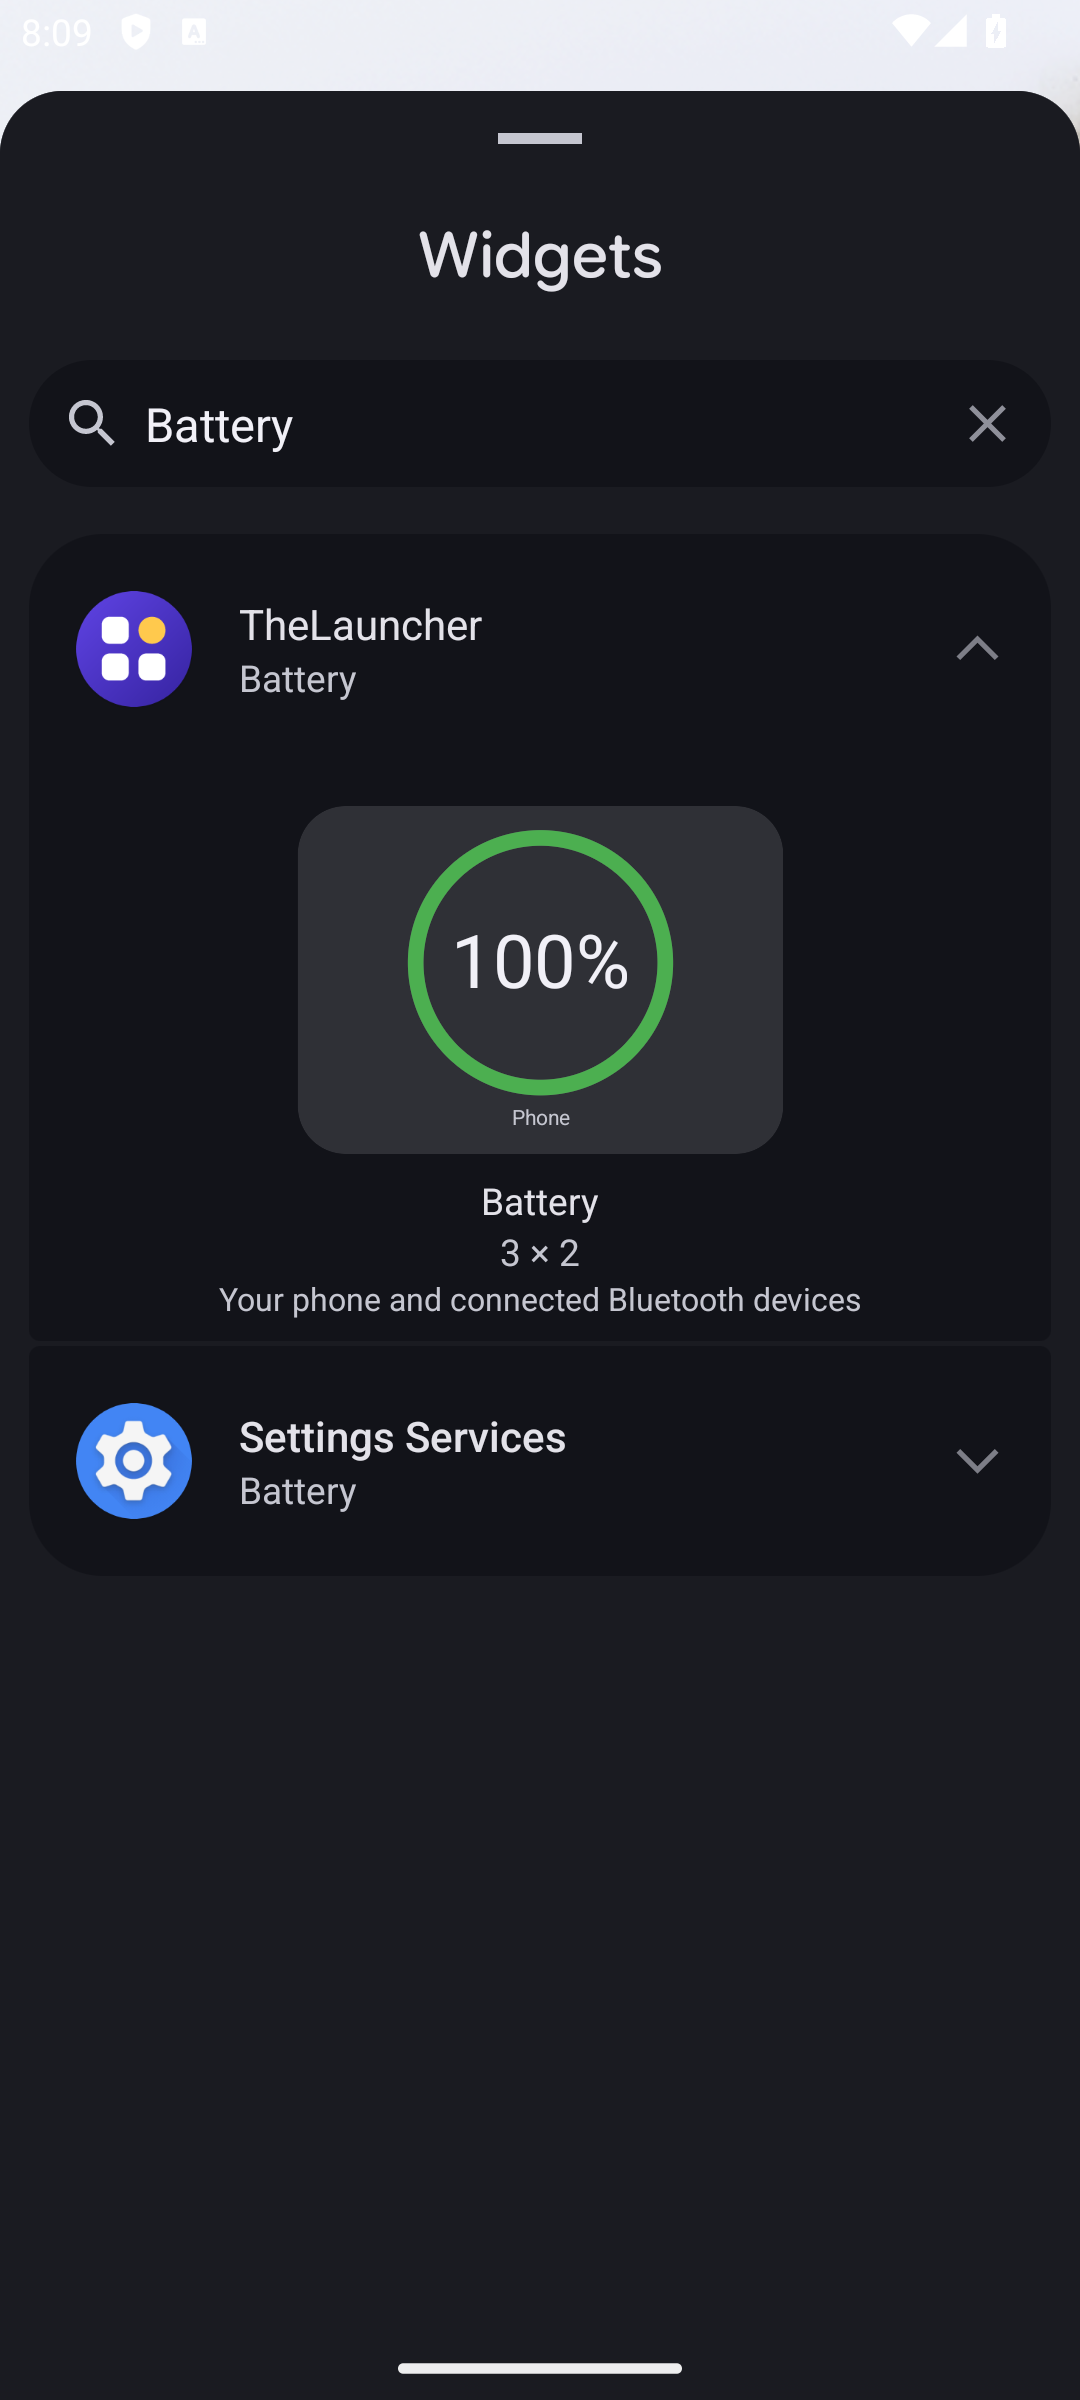 8:09
Widgets
Battery
TheLauncher
Battery
100%
Phone
Battery
3 × 2
Your phone and connected Bluetooth devices
Settings Services
Battery